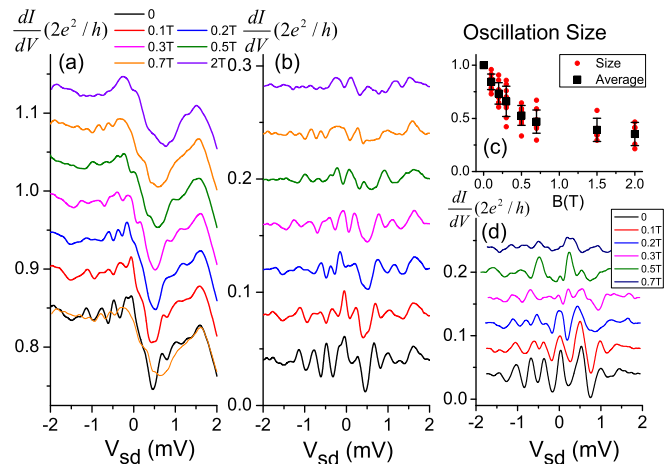 dI/dV (2e²/h)
0
0.1T 0.2T
0.3T 0.5T
0.7T 2T
(a)
1.1
1.0
0.9
0.8
-2 -1 0 1 2
V_sd (mV)
dI/dV (2e²/h)
(b)
0.3
0.2
0.1
0.0
-2 -1 0 1 2
V_sd (mV)
Oscillation Size
1.0
0.5
0.0
Size
Average
(c)
0.0 0.5 1.0 1.5 2.0
B(T)
dI/dV (2e²/h)
(d)
0
0.1T
0.2T
0.3T
0.5T
0.7T
0.2
0.1
0.0
-2 -1 0 1 2
V_sd (mV)